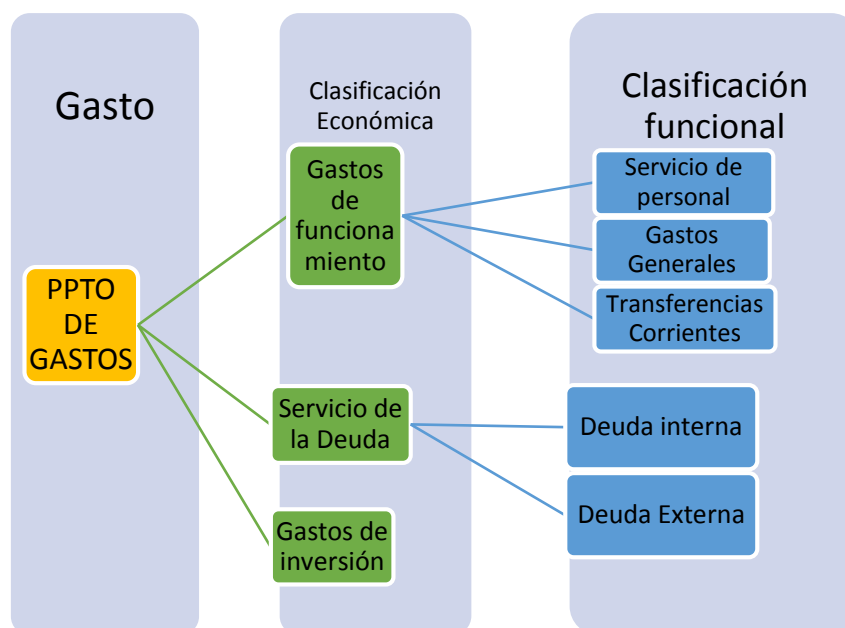 Gasto
PPTO
DE
GASTOS
Clasificación
Económica
Gastos
de
funciona
miento
Servicio de
la Deuda
Gastos de
inversión
Clasificación
funcional
Servicio de
personal
Gastos
Generales
Transferencias
Corrientes
Deuda interna
Deuda Externa